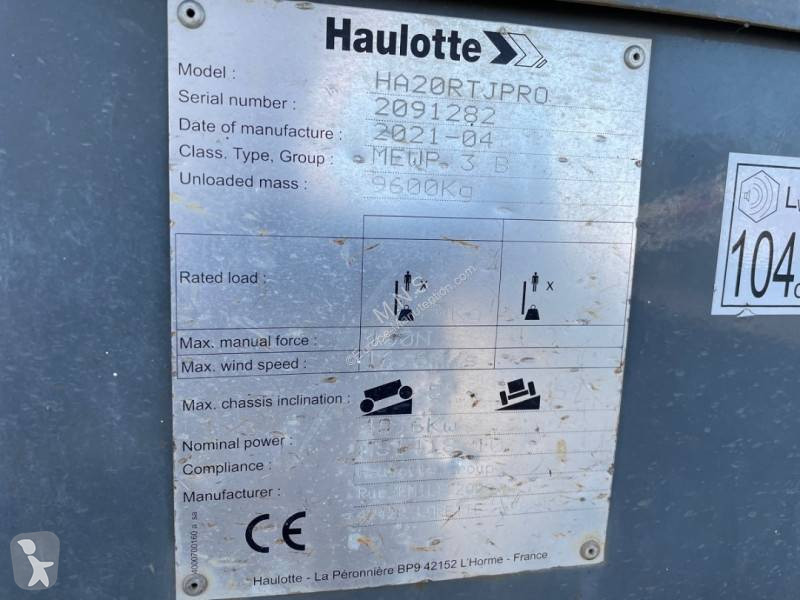 Haulotte
Model : HA20RTJPRO
Serial number : 2091282
Date of manufacture : 2021-04
Class. Type, Group : MEWP 3 B
Unloaded mass : 9600Kg
Rated load :
x x
Max. manual force :
Max. wind speed :
Max. chassis inclination :
Nominal power :
Compliance :
Manufacturer :
CE
4000700160 a sa
Haulotte - La Péronnière BP9 42152 L'Horme - France
104
M.N.S